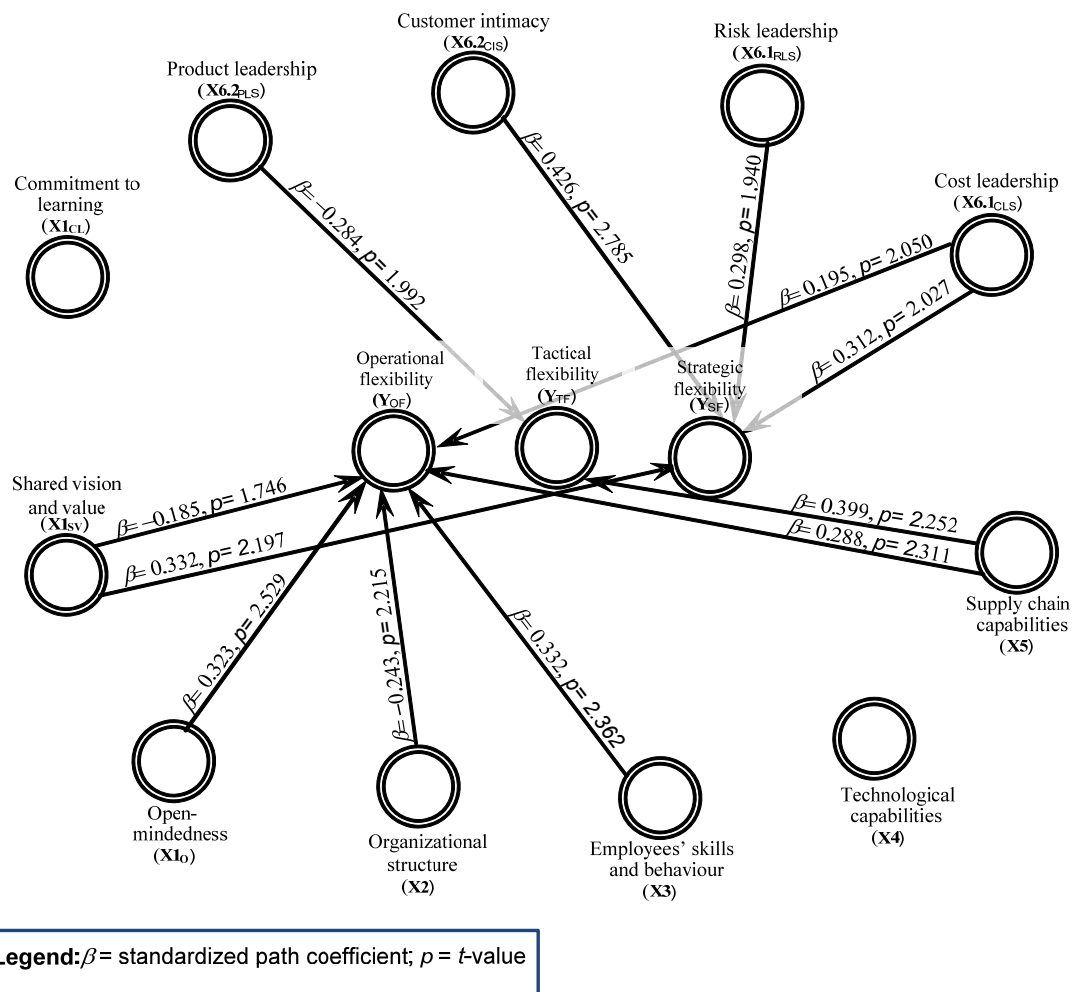 Customer intimacy
(X6.2CIS)
Risk leadership
(X6.1RLS)
Product leadership
(X6.2PLS)
Cost leadership
(X6.1CLS)
Commitment to
learning
(X1CL)
β= −0.284, p= 1.992
β= 0.426, p= 2.785
β= 0.298, p= 1.940
β= 0.195, p= 2.050
β= 0.312, p= 2.027
Operational
flexibility
(YOF)
Tactical
flexibility
(YTF)
Strategic
flexibility
(YSF)
Shared vision
and value
(X1SV)
β= −0.185, p= 1.746
β= 0.332, p= 2.197
β= 0.399, p= 2.252
β= 0.288, p= 2.311
β= 0.323, p= 2.529
β= −0.243, p= 2.215
β= 0.332, p= 2.362
Supply chain
capabilities
(X5)
Open-
mindedness
(X1O)
Organizational
structure
(X2)
Employees’ skills
and behaviour
(X3)
Technological
capabilities
(X4)
Legend:β = standardized path coefficient; p = t-value